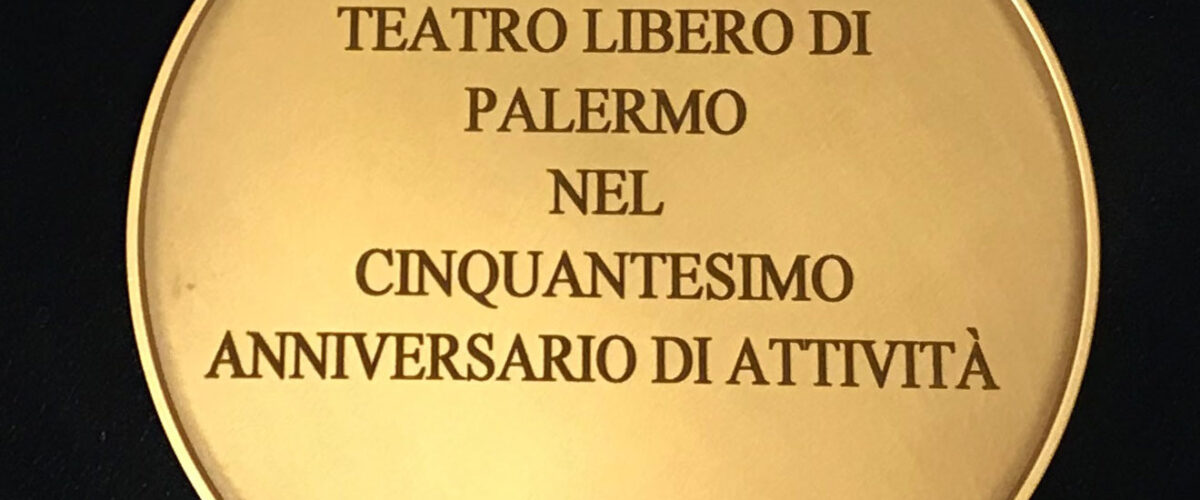 TEATRO LIBERO DI
PALERMO
NEL
CINQUANTESIMO
ANNIVERSARIO DI ATTIVITÀ